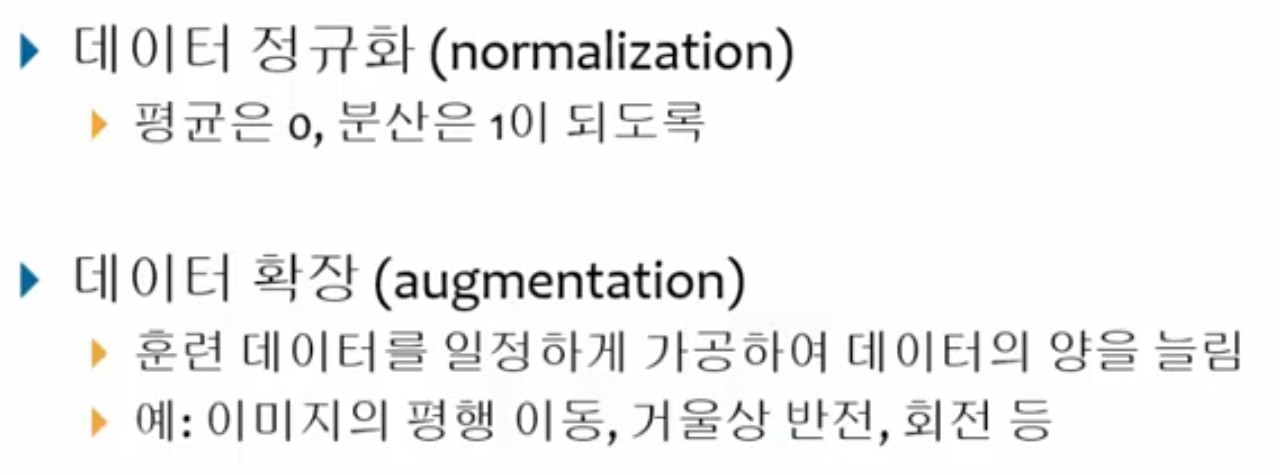 데이터 정규화 (normalization)
평균은 0, 분산은 1이 되도록
데이터 확장 (augmentation)
훈련 데이터를 일정하게 가공하여 데이터의 양을 늘림
예: 이미지의 평행 이동, 거울상 반전, 회전 등